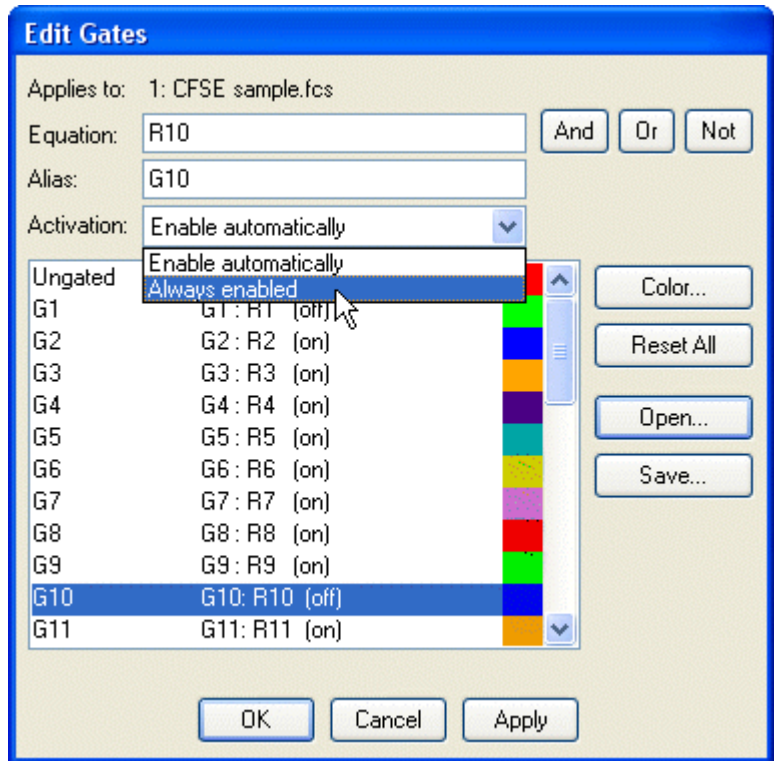 Edit Gates
Applies to: 1: CFSE sample.fcs
Equation: R10 And Or Not
Alias: G10
Activation: Enable automatically
Enable automatically
Always enabled
Ungated
G1 G1 : R1 (off)
G2 G2 : R2 (on)
G3 G3 : R3 (on)
G4 G4 : R4 (on)
G5 G5 : R5 (on)
G6 G6 : R6 (on)
G7 G7 : R7 (on)
G8 G8 : R8 (on)
G9 G9 : R9 (on)
G10 G10: R10 (off)
G11 G11: R11 (on)
Color...
Reset All
Open...
Save...
OK Cancel Apply